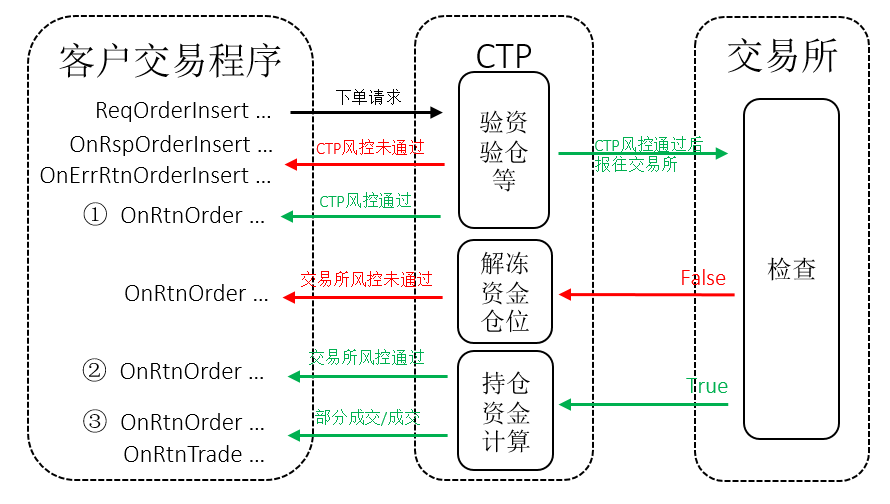 客户交易程序
CTP
交易所
ReqOrderInsert ...
下单请求
OnRspOrderInsert ...
CTP风控未通过
OnErrRtnOrderInsert ...
验资
验仓
等
CTP风控通过后
报往交易所
① OnRtnOrder ...
CTP风控通过
OnRtnOrder ...
交易所风控未通过
解冻
资金
仓位
False
检查
② OnRtnOrder ...
交易所风控通过
③ OnRtnOrder ...
部分成交/成交
OnRtnTrade ...
持仓
资金
计算
True